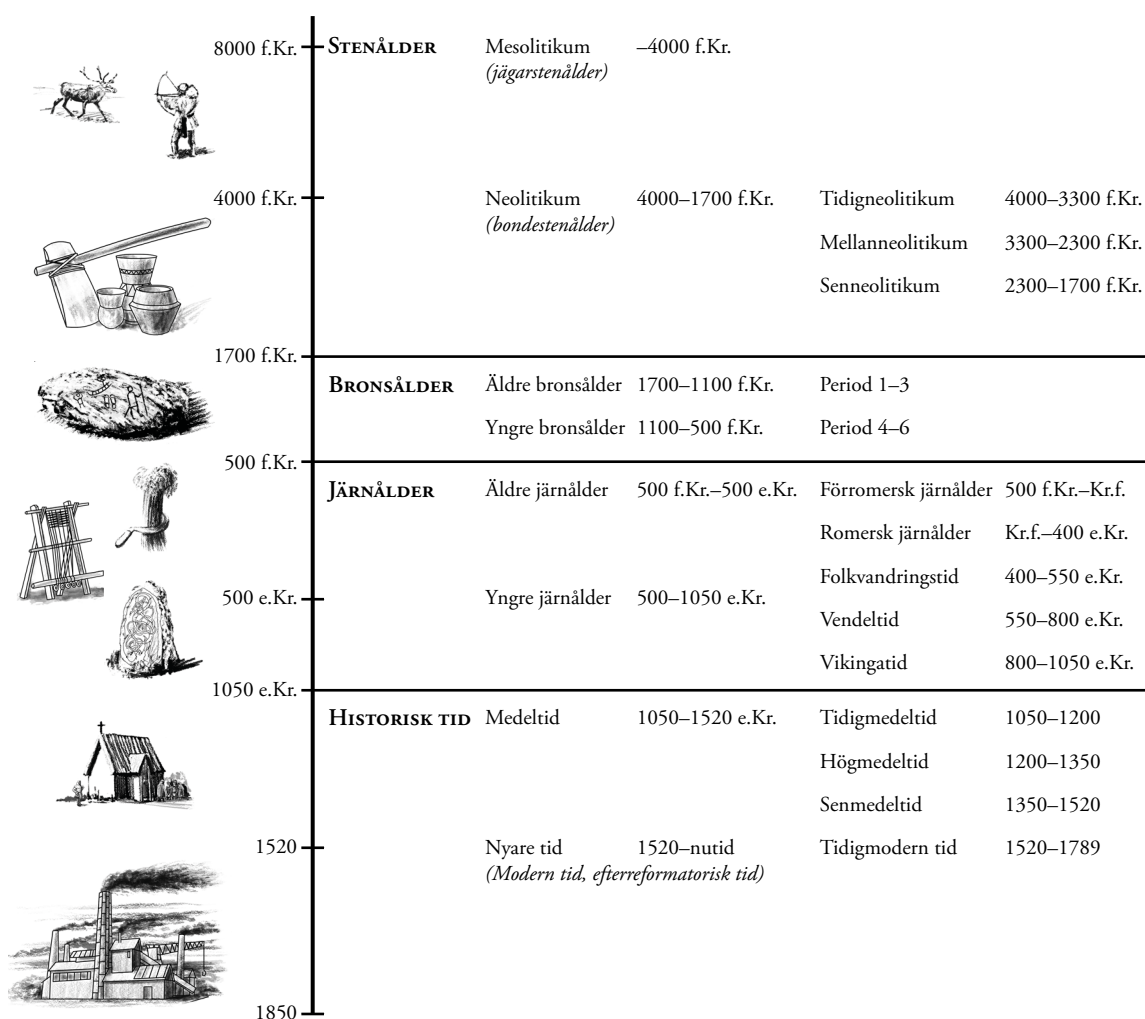 8000 f.Kr. STENÅLDER Mesolitikum –4000 f.Kr.
(jägarstenålder)
4000 f.Kr. Neolitikum 4000–1700 f.Kr. Tidigneolitikum 4000–3300 f.Kr.
(bondestenålder)
Mellanneolitikum 3300–2300 f.Kr.
Senneolitikum 2300–1700 f.Kr.
1700 f.Kr.
BRONSÅLDER Äldre bronsålder 1700–1100 f.Kr. Period 1–3
Yngre bronsålder 1100–500 f.Kr. Period 4–6
500 f.Kr.
JÄRNÅLDER Äldre järnålder 500 f.Kr.–500 e.Kr. Förromersk järnålder 500 f.Kr.–Kr.f.
Romersk järnålder Kr.f.–400 e.Kr.
Folkvandringstid 400–550 e.Kr.
500 e.Kr. Yngre järnålder 500–1050 e.Kr.
Vendeltid 550–800 e.Kr.
Vikingatid 800–1050 e.Kr.
1050 e.Kr.
HISTORISK TID Medeltid 1050–1520 e.Kr. Tidigmedeltid 1050–1200
Högmedeltid 1200–1350
Senmedeltid 1350–1520
1520 Nyare tid 1520–nutid Tidigmodern tid 1520–1789
(Modern tid, efterreformatorisk tid)
1850